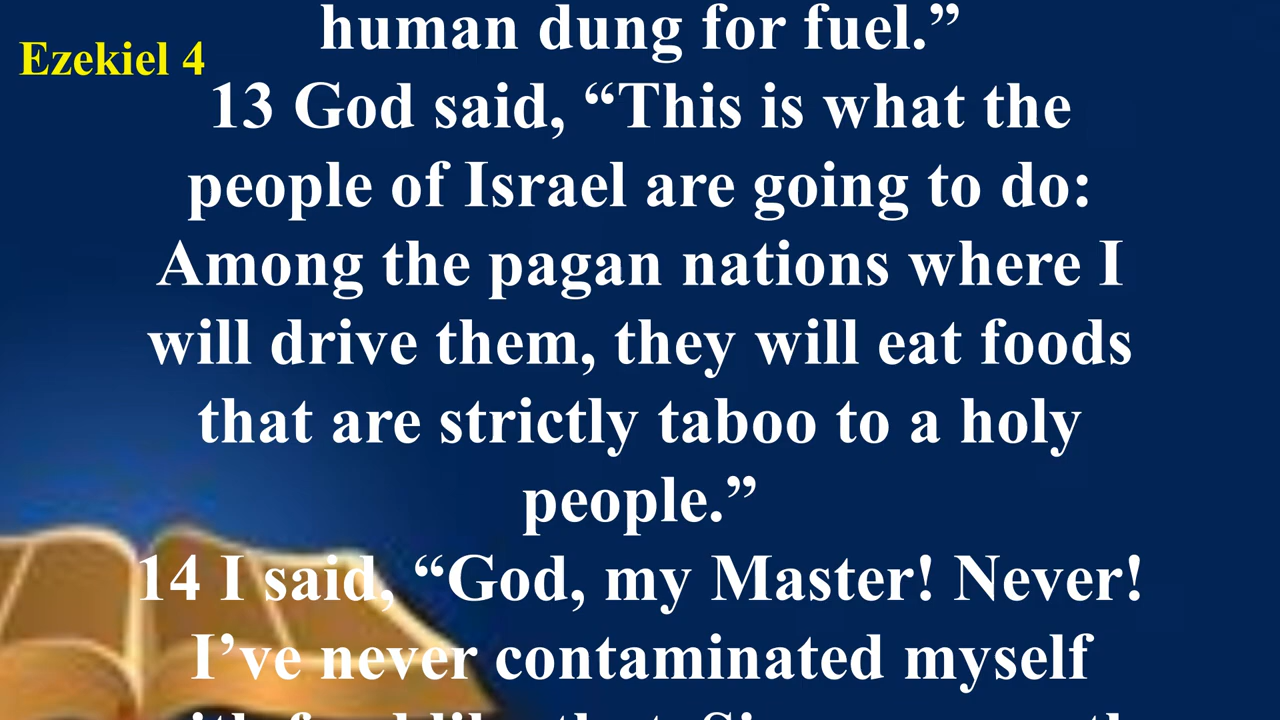 human dung for fuel.”
Ezekiel 4
13 God said, “This is what the
people of Israel are going to do:
Among the pagan nations where I
will drive them, they will eat foods
that are strictly taboo to a holy
people.”
14 I said, “God, my Master! Never!
I’ve never contaminated myself